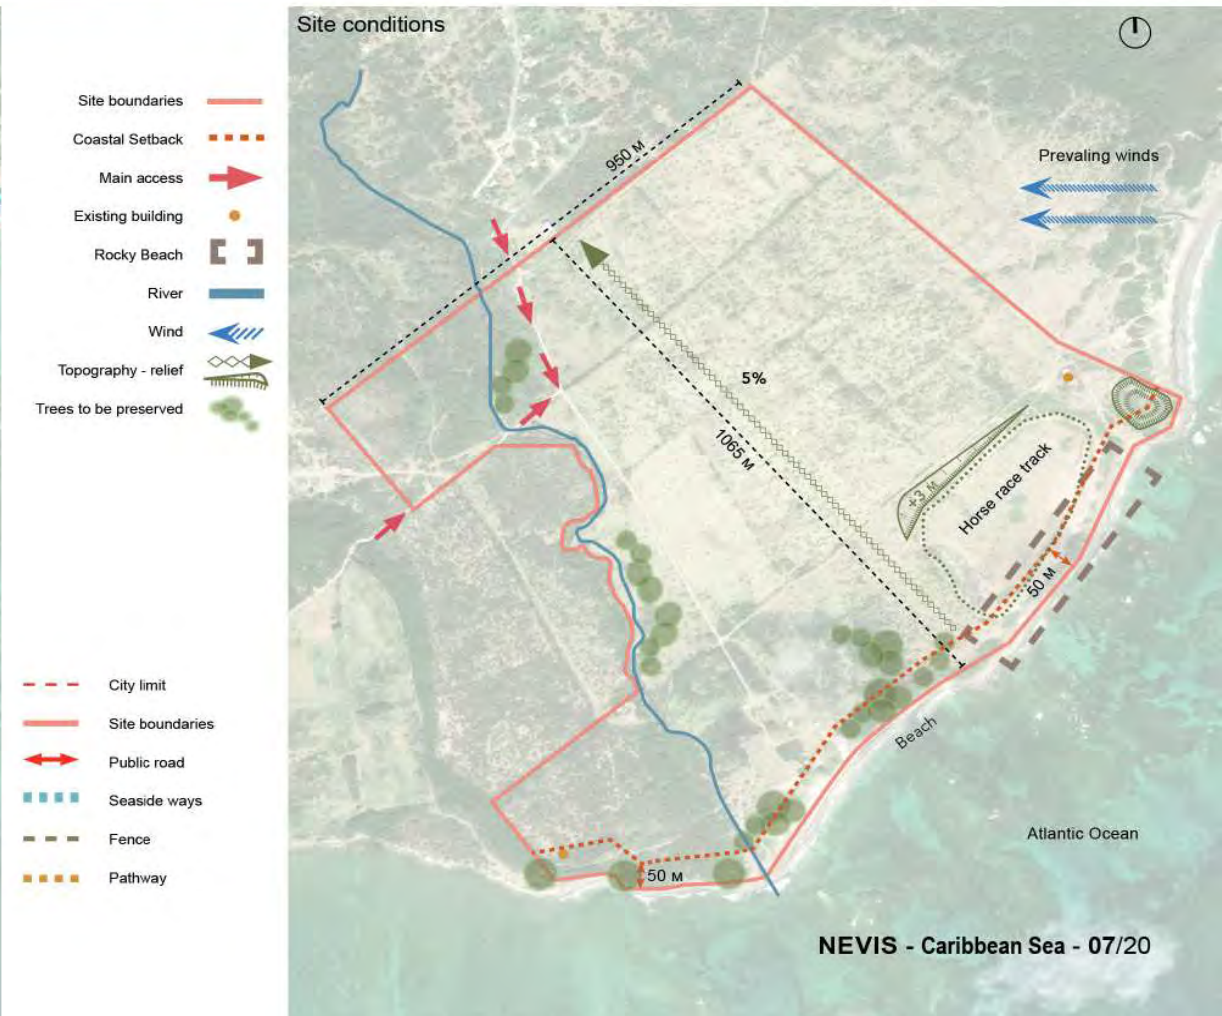 Site conditions
Site boundaries
Coastal Setback
Main access
Existing building
Rocky Beach
River
Wind
Topography - relief
Trees to be preserved
City limit
Site boundaries
Public road
Seaside ways
Fence
Pathway
950 м
Prevaling winds
5%
1065 м
+3 м
Horse race track
50 м
Beach
Atlantic Ocean
50 м
NEVIS - Caribbean Sea - 07/20